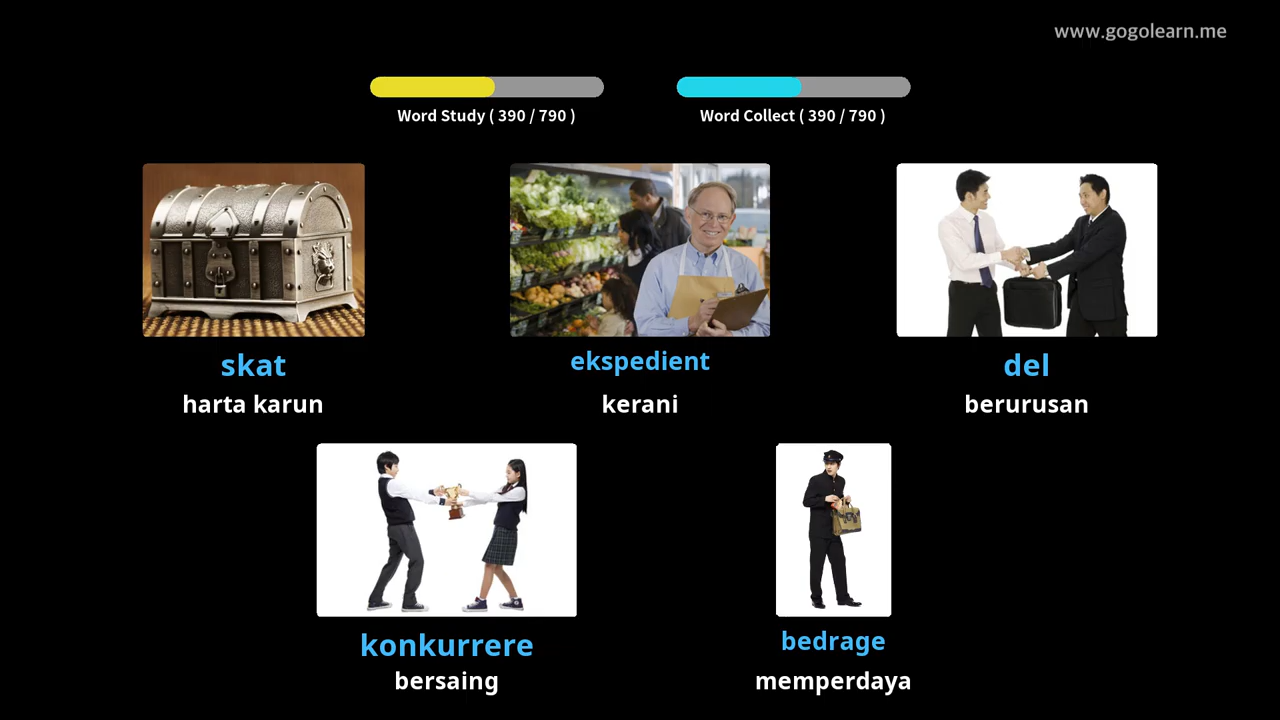 www.gogolearn.me
Word Study ( 390 / 790 )
Word Collect ( 390 / 790 )
skat
harta karun
ekspedient
kerani
del
berurusan
konkurrere
bersaing
bedrage
memperdaya